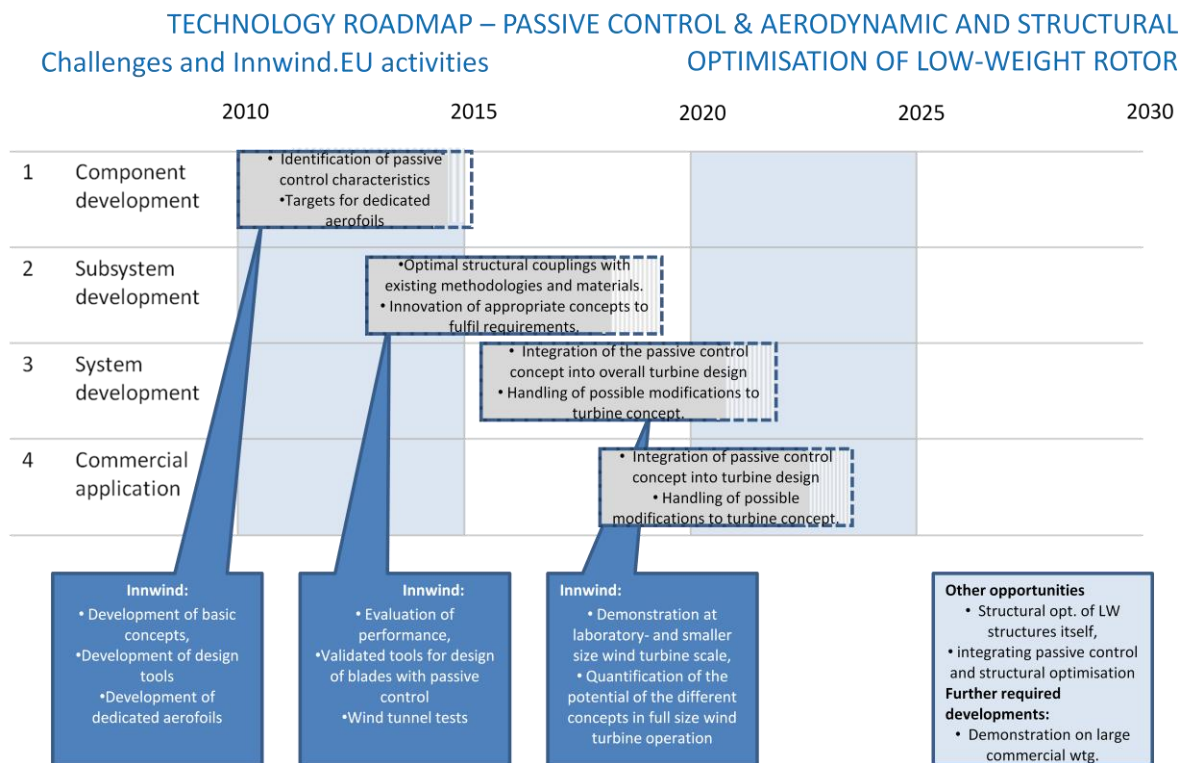 TECHNOLOGY ROADMAP – PASSIVE CONTROL & AERODYNAMIC AND STRUCTURAL
Challenges and Innwind.EU activities
OPTIMISATION OF LOW-WEIGHT ROTOR
2010
2015
2020
2025
2030
1
Component
development
• Identification of passive
control characteristics
•Targets for dedicated
aerofoils
2
Subsystem
development
•Optimal structural couplings with
existing methodologies and materials.
• Innovation of appropriate concepts to
fulfil requirements,
3
System
development
• Integration of the passive control
concept into overall turbine design
• Handling of possible modifications to
turbine concept.
4
Commercial
application
• Integration of passive control
concept into turbine design
• Handling of possible
modifications to turbine concept.
Innwind:
• Development of basic
concepts,
•Development of design
tools
•Development of
dedicated aerofoils
Innwind:
• Evaluation of
performance,
•Validated tools for design
of blades with passive
control
• Wind tunnel tests
Innwind:
• Demonstration at
laboratory- and smaller
size wind turbine scale,
• Quantification of the
potential of the different
concepts in full size wind
turbine operation
Other opportunities
• Structural opt. of LW
structures itself,
• integrating passive control
and structural optimisation
Further required
developments:
• Demonstration on large
commercial wtg.